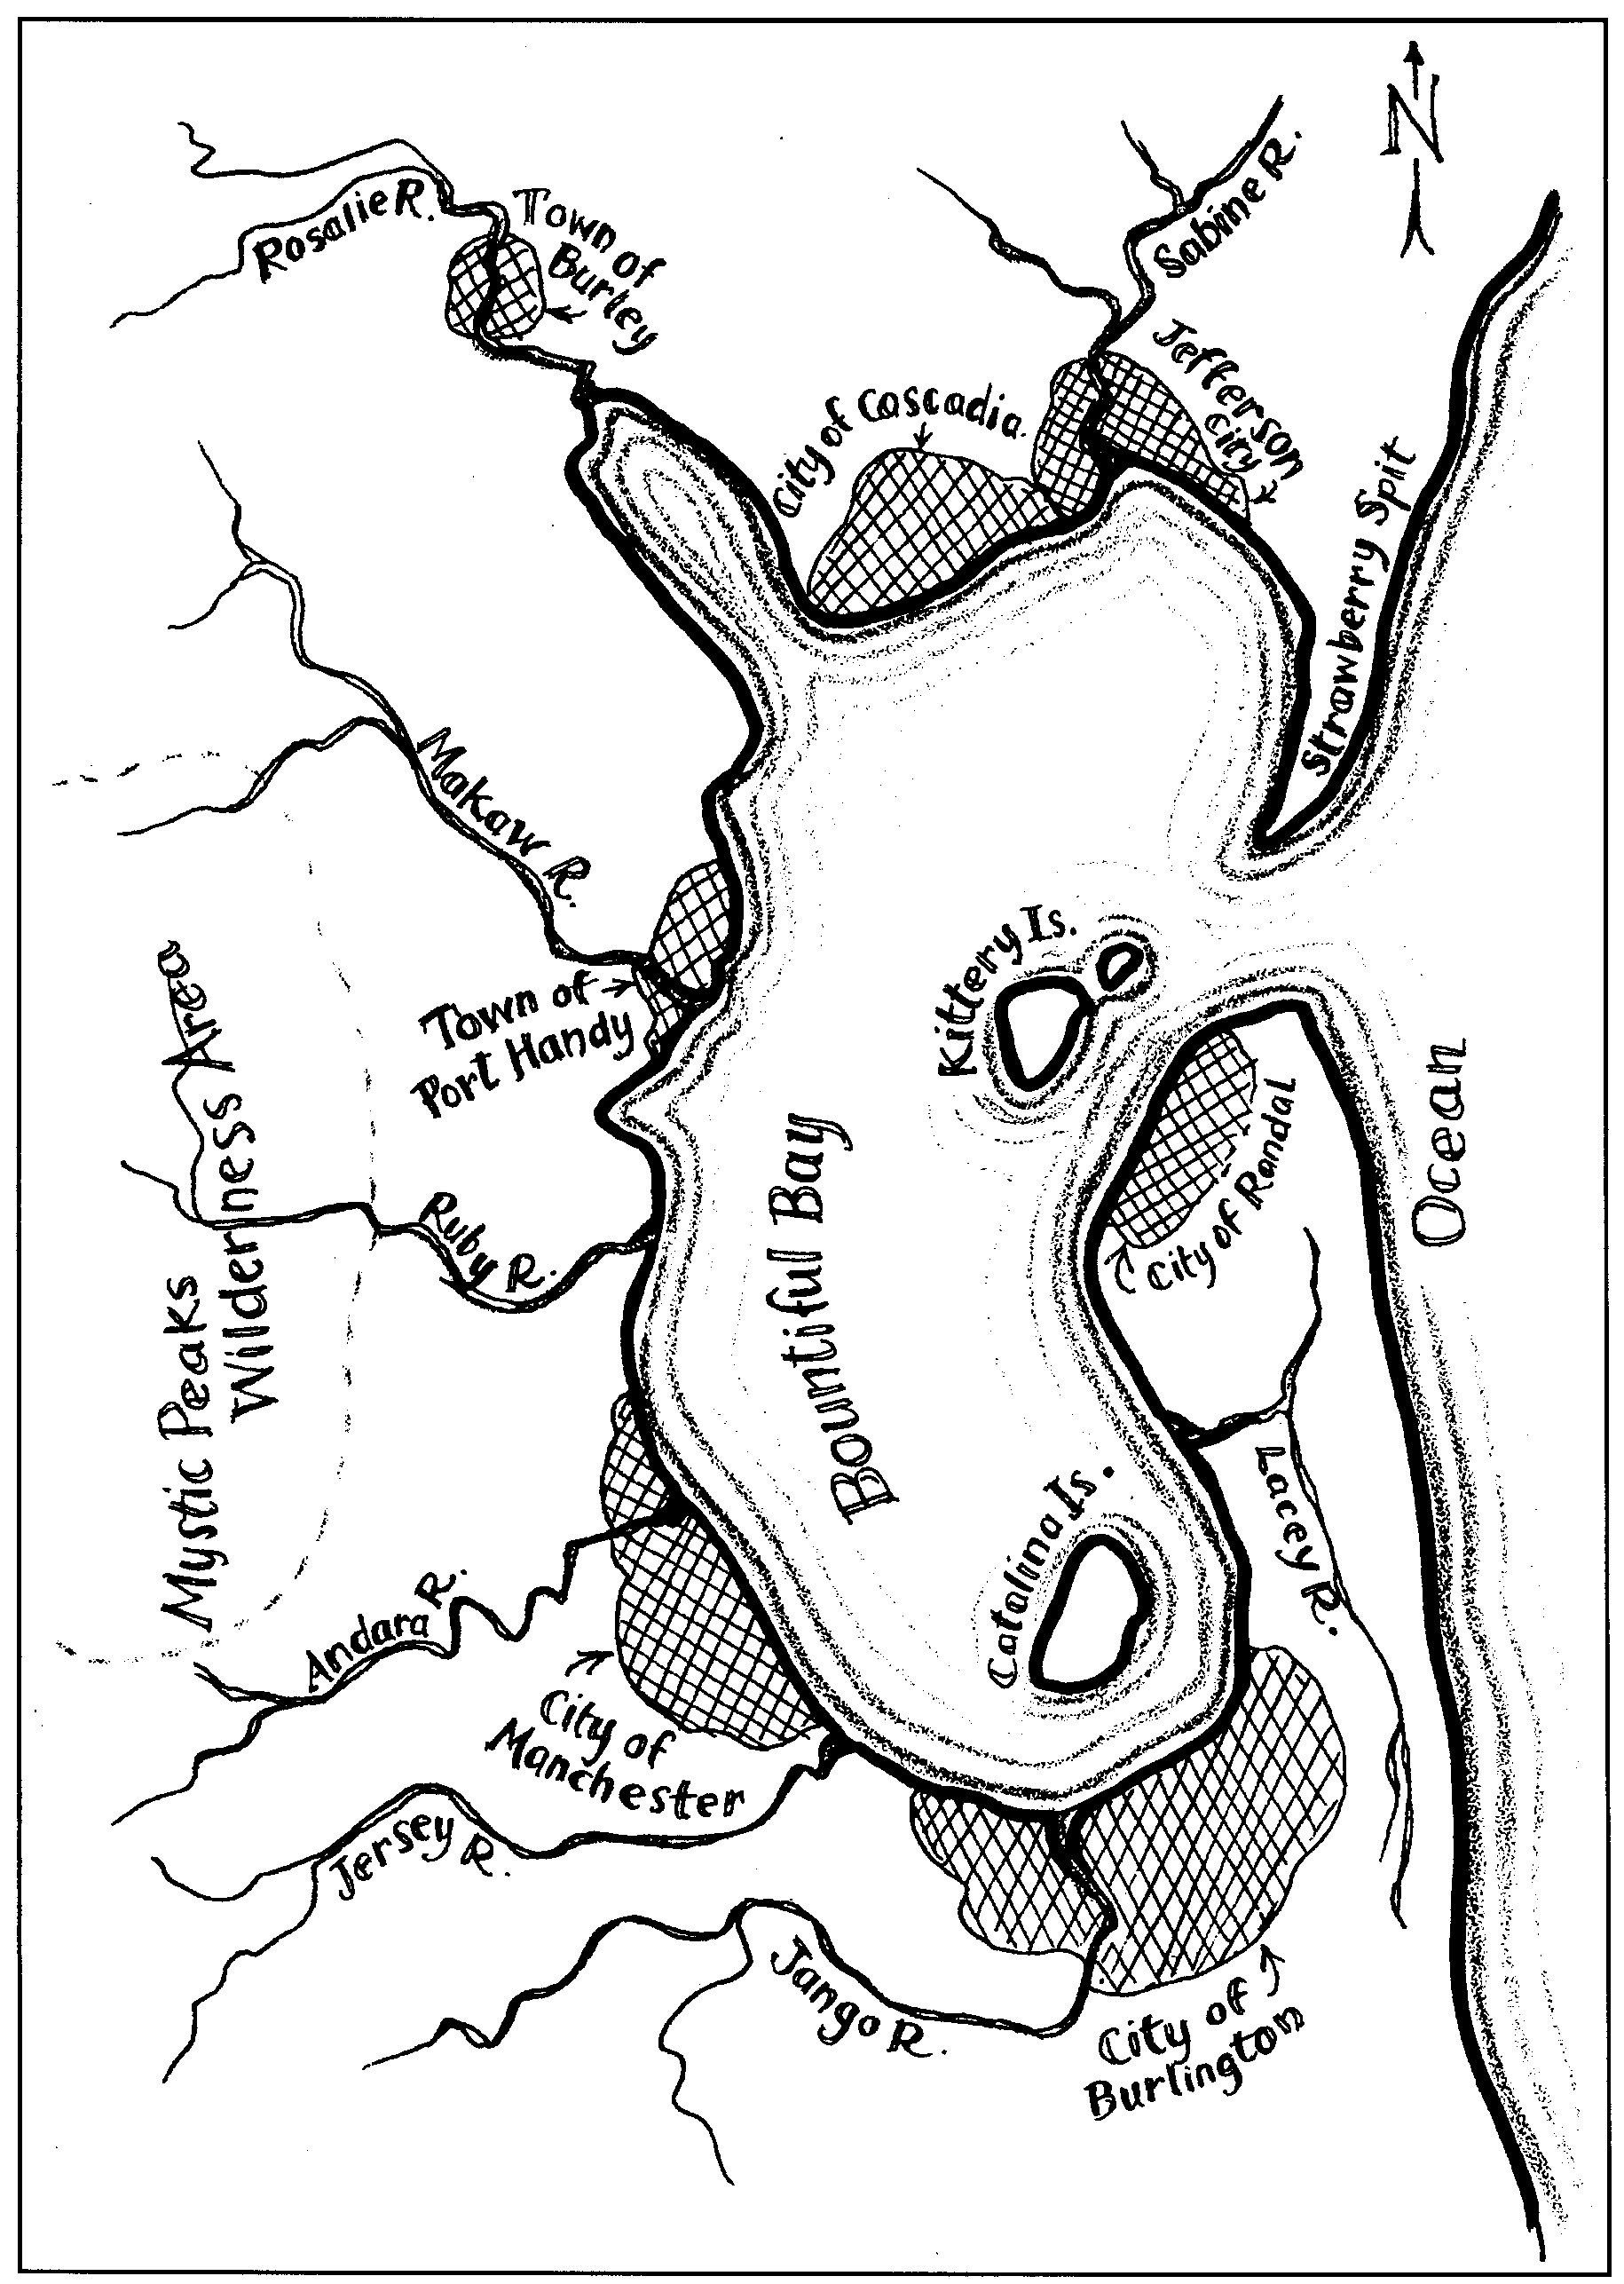 N
Sabine R.
Rosalie R.
Town of
Burley
Jefferson
City
City of Cascadia
Strawberry Spit
Makaw R.
Kittery Is.
Town of
Port Handy
Mystic Peaks
Wilderness Area
Ruby R.
Bountiful Bay
City of Randal
Ocean
Lacey R.
Catalina Is.
Andara R.
City of
Manchester
Jersey R.
Jango R.
City of
Burlington